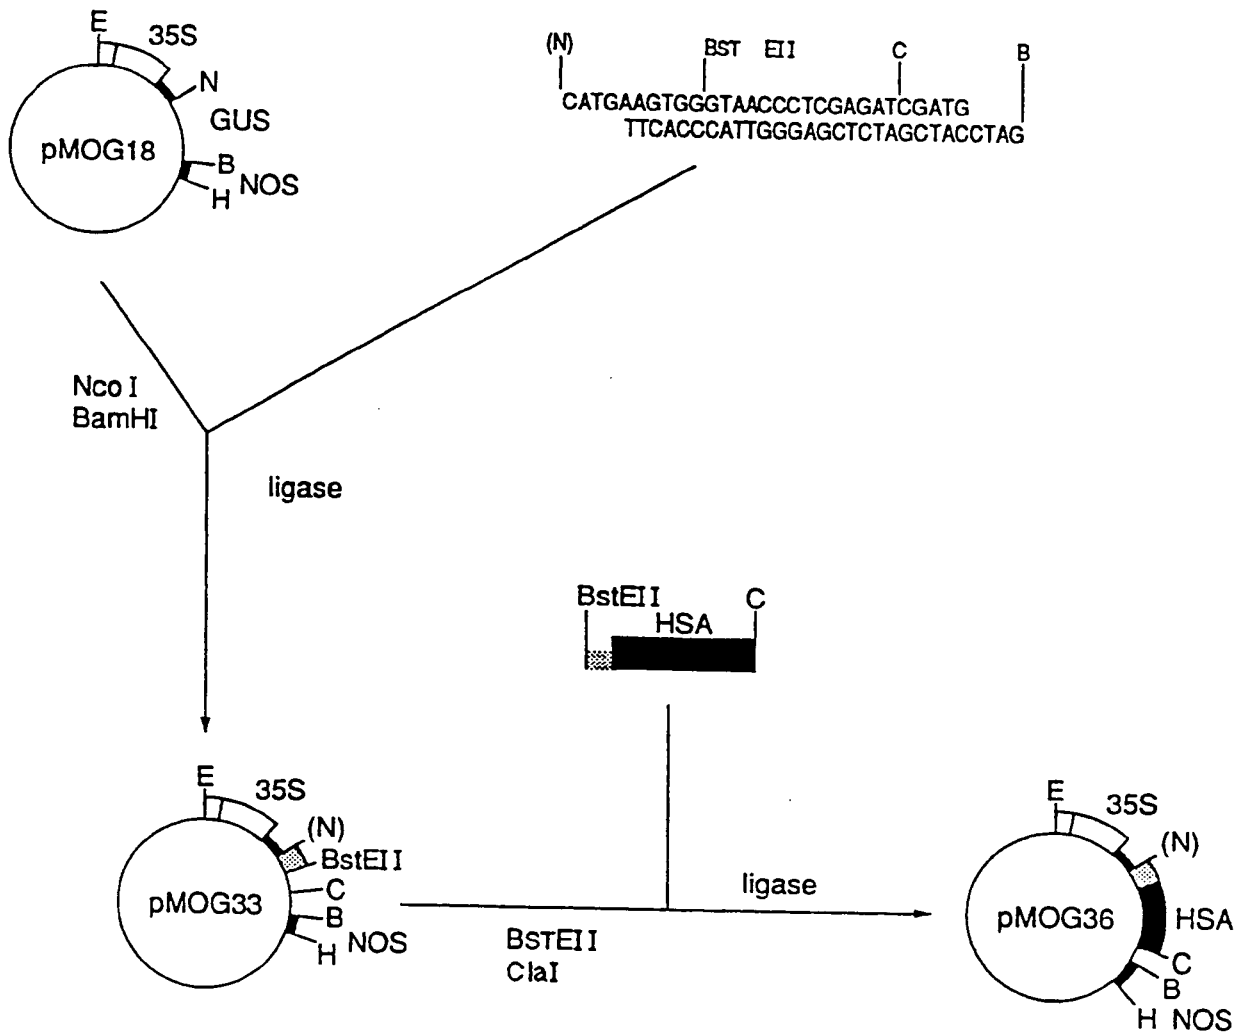 E
35S
N
GUS
pMOG18
B
NOS
H
(N)
BST EII
C
B
CATGAAGTGGGTAACCCTCGAGATCGATG
TTCACCCATTGGGAGCTCTAGCTACCTAG
Nco I
BamHI
ligase
BstEII
C
HSA
E
35S
(N)
BstEII
pMOG33
C
B
NOS
H
BSTEII
ClaI
ligase
E
35S
(N)
pMOG36
HSA
C
B
H NOS